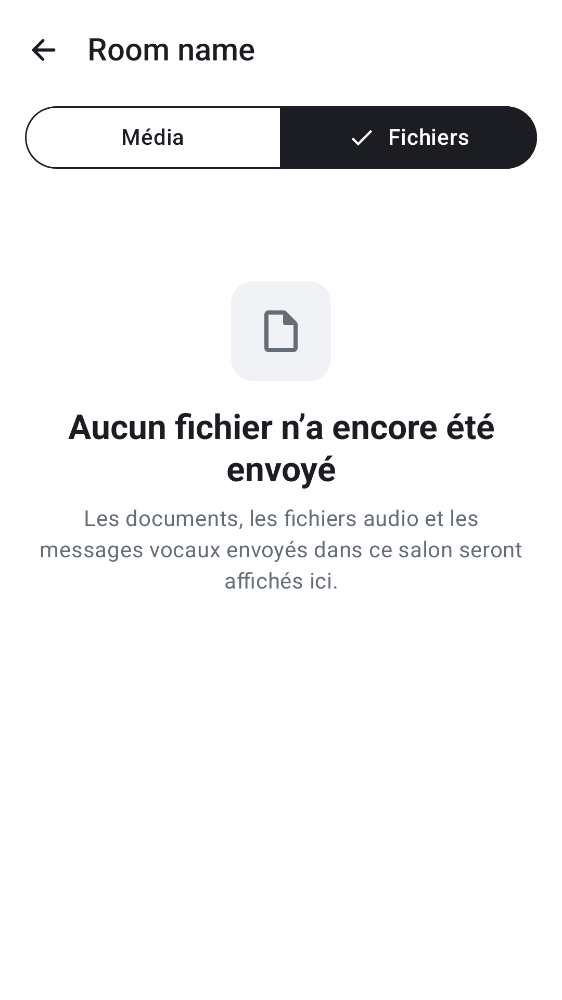 Room name
Média
Fichiers
Aucun fichier n’a encore été
envoyé
Les documents, les fichiers audio et les
messages vocaux envoyés dans ce salon seront
affichés ici.